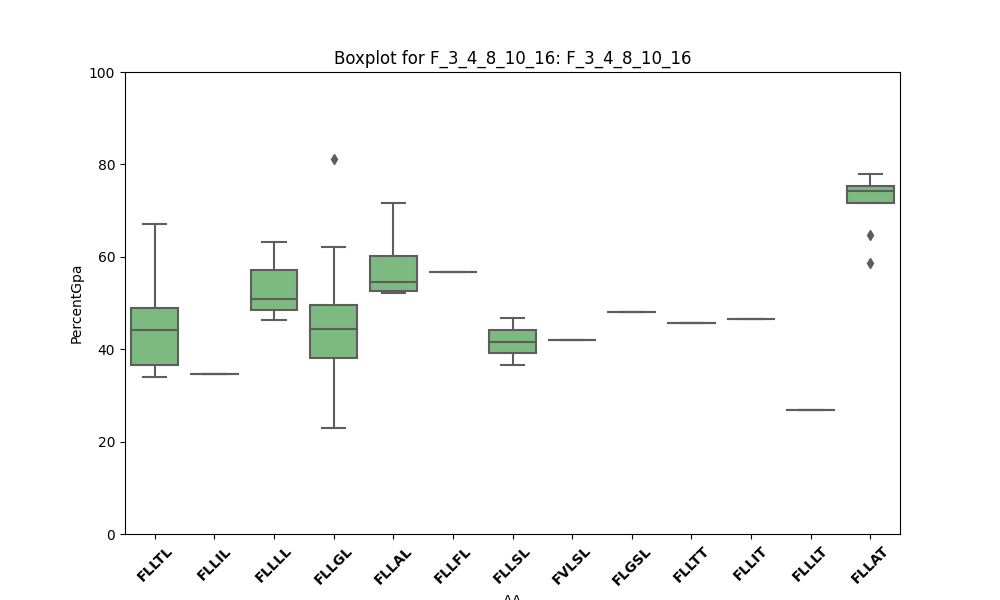 Boxplot for F_3_4_8_10_16: F_3_4_8_10_16
100
80
60
40
20
0
PercentGpa
FLLTL FLLIL FLLLL FLLGL FLLAL FLLFL FLLSL FVLSL FLGSL FLLTT FLLIT FLLLT FLLAT
AA